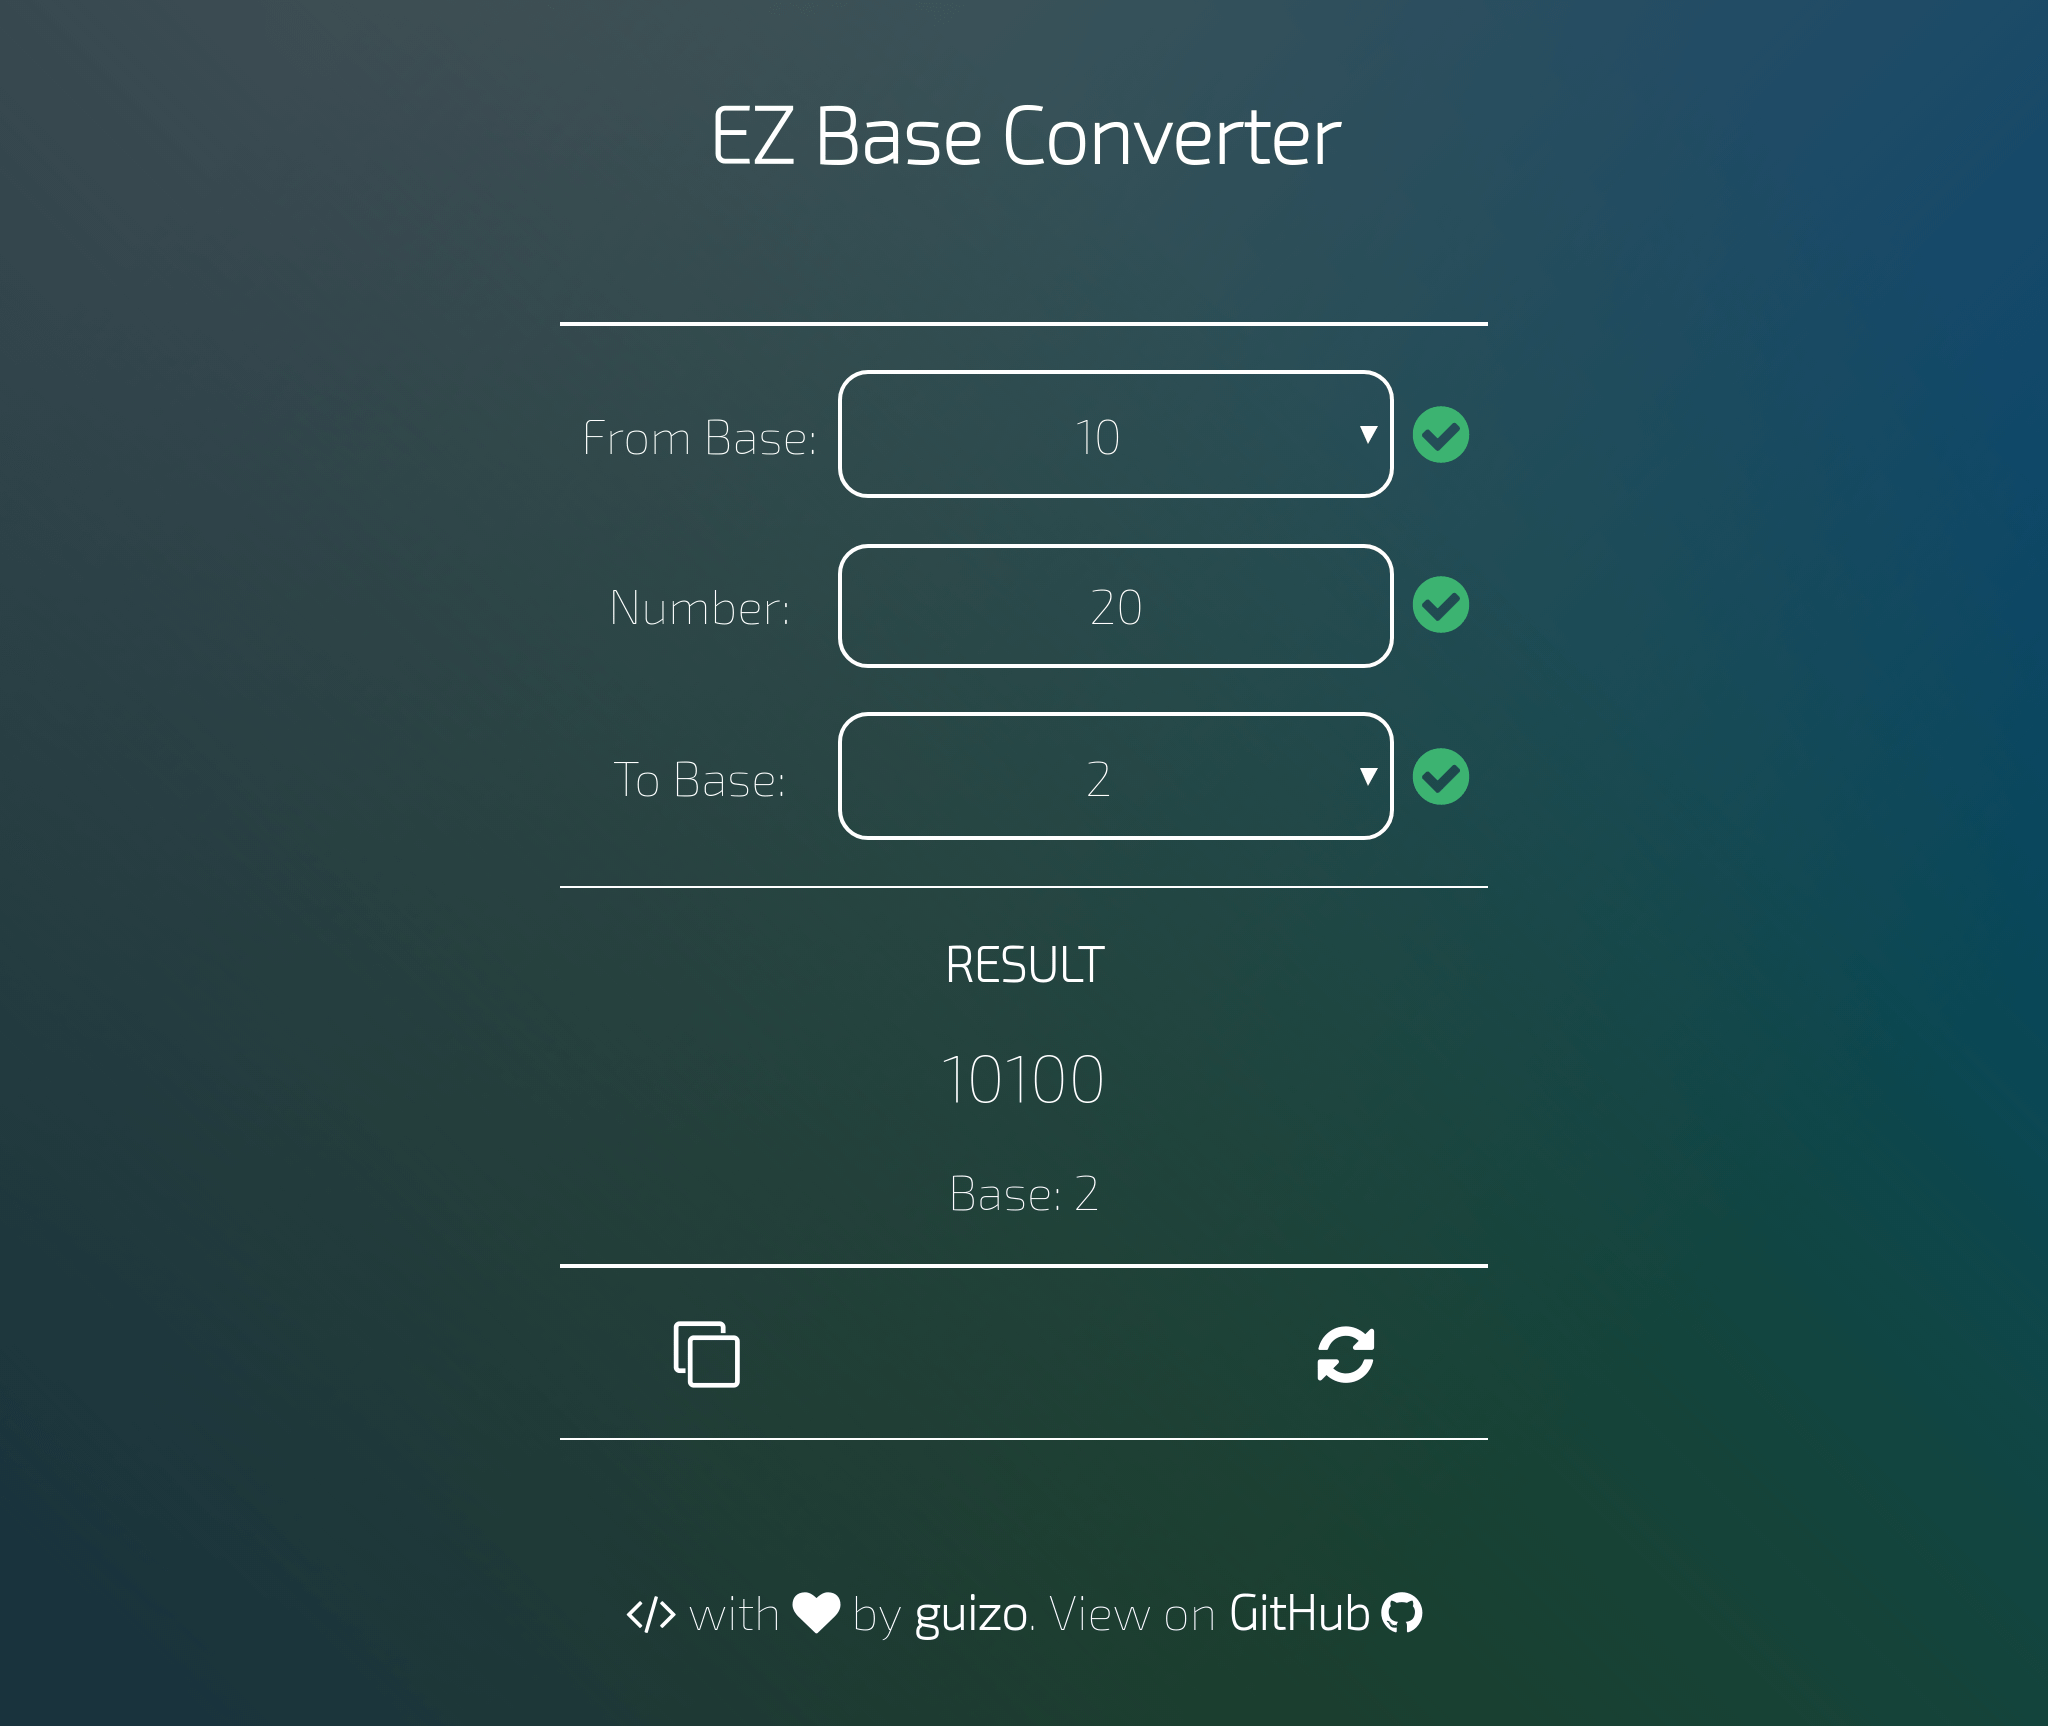 EZ Base Converter
From Base: 10
Number: 20
To Base: 2
RESULT
10100
Base: 2
</> with by guizo. View on GitHub